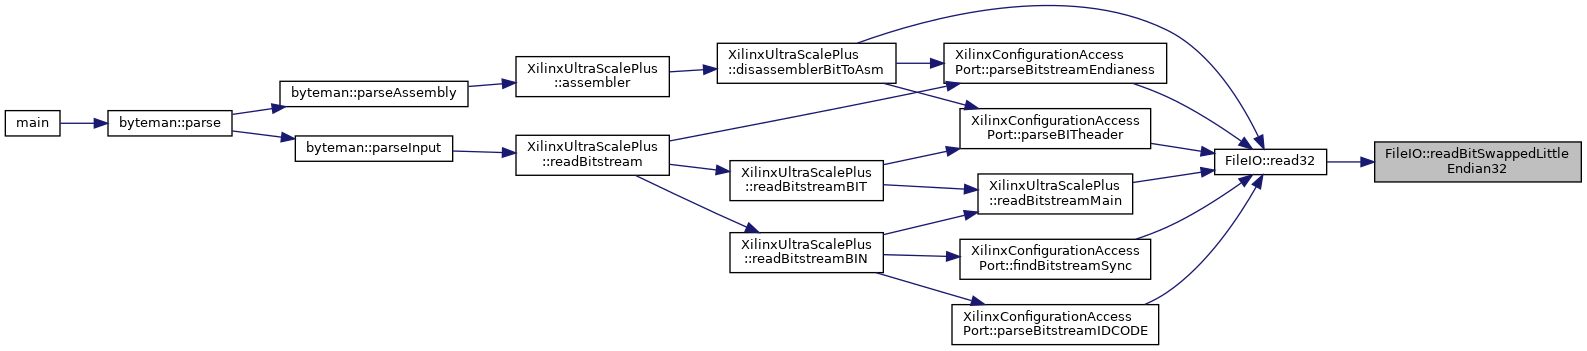 main
byteman::parse
byteman::parseAssembly
byteman::parseInput
XilinxUltraScalePlus
::assembler
XilinxUltraScalePlus
::readBitstream
XilinxUltraScalePlus
::disassemblerBitToAsm
XilinxUltraScalePlus
::readBitstreamBIT
XilinxUltraScalePlus
::readBitstreamBIN
XilinxConfigurationAccess
Port::parseBitstreamEndianess
XilinxConfigurationAccess
Port::parseBITheader
XilinxUltraScalePlus
::readBitstreamMain
XilinxConfigurationAccess
Port::findBitstreamSync
XilinxConfigurationAccess
Port::parseBitstreamIDCODE
FileIO::read32
FileIO::readBitSwappedLittle
Endian32